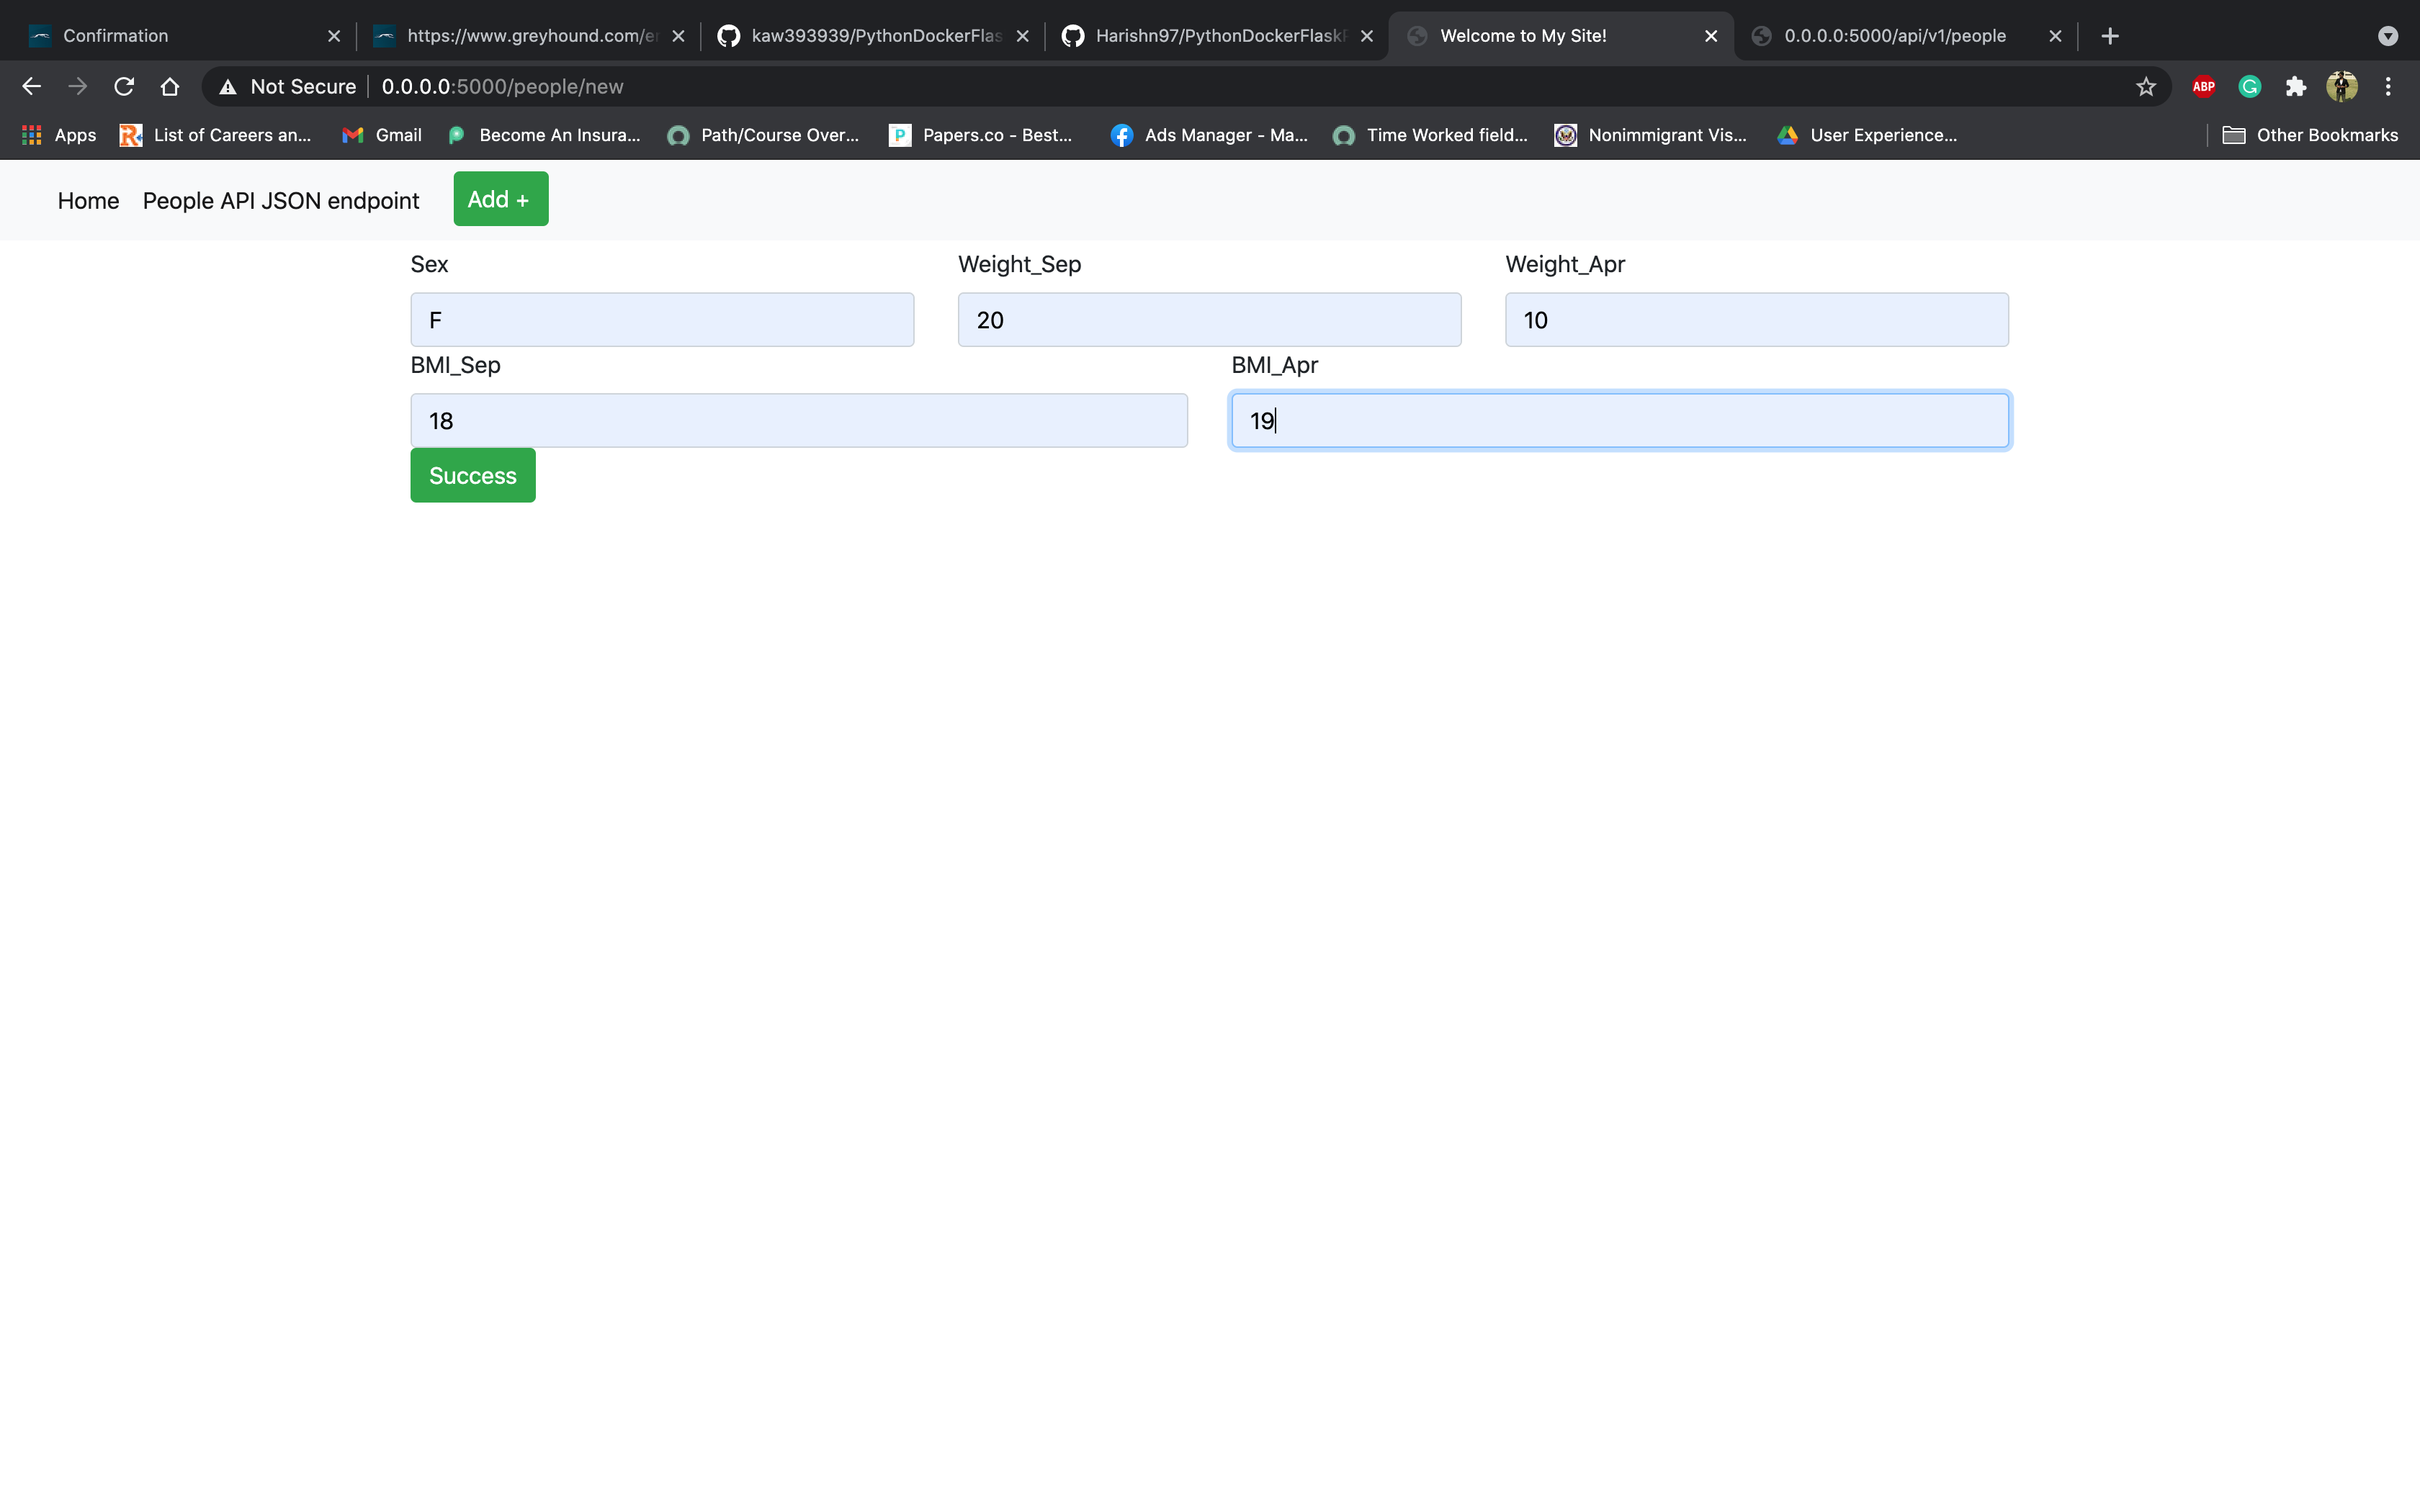 Confirmation
https://www.greyhound.com/er
kaw393939/PythonDockerFlas
Harishn97/PythonDockerFlask
Welcome to My Site!
0.0.0.0:5000/api/v1/people
Not Secure 0.0.0.0:5000/people/new
ABP
Apps
List of Careers an...
Gmail
Become An Insura...
Path/Course Over...
Papers.co - Best...
Ads Manager - Ma...
Time Worked field...
Nonimmigrant Vis...
User Experience...
Other Bookmarks
Home People API JSON endpoint Add +
Sex Weight_Sep Weight_Apr
F 20 10
BMI_Sep BMI_Apr
18 19
Success